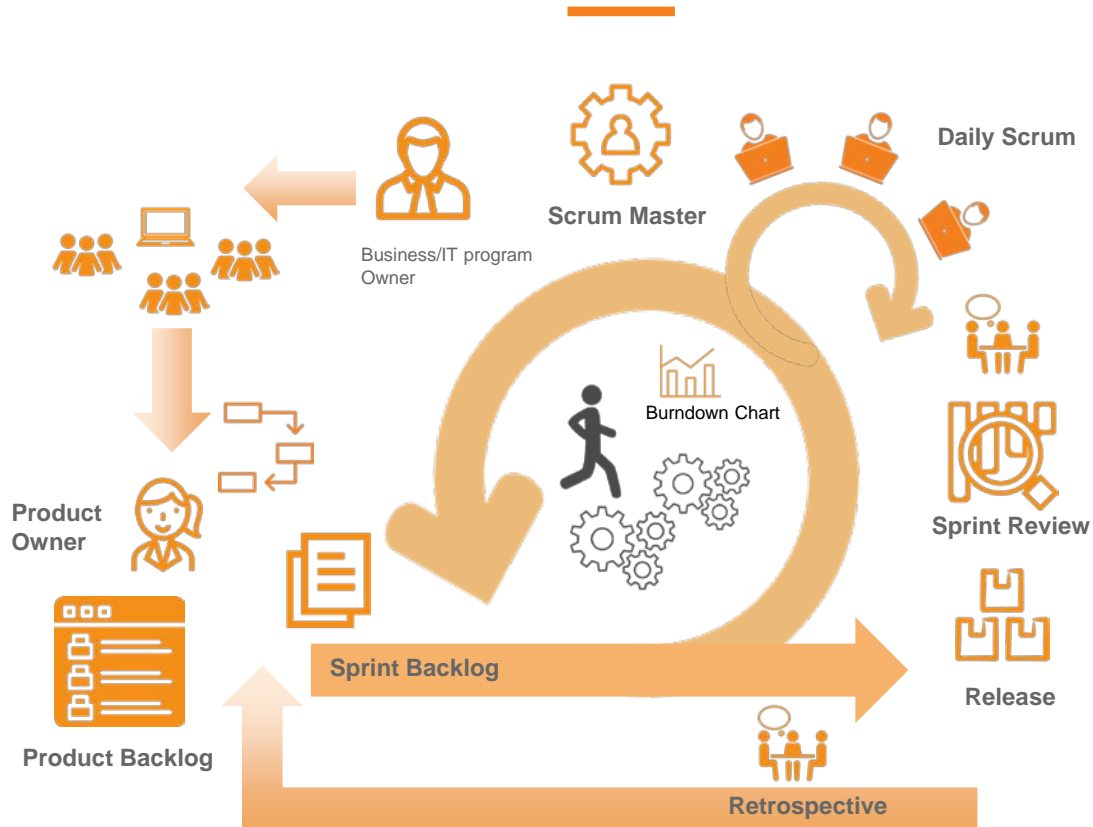 Daily Scrum
Scrum Master
Business/IT program
Owner
Burndown Chart
Product
Owner
Sprint Review
Sprint Backlog
Release
Product Backlog
Retrospective